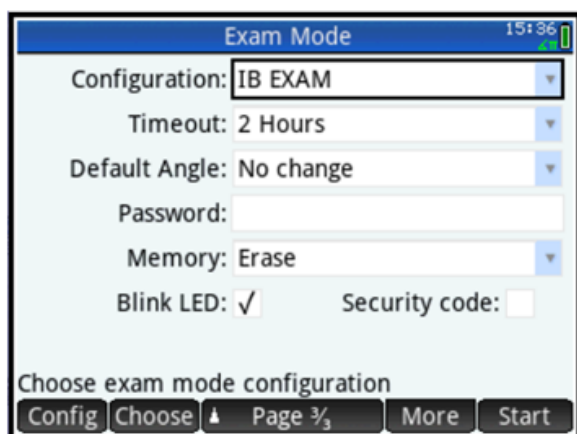 Exam Mode 15:36
∡π
Configuration: IB EXAM
Timeout: 2 Hours
Default Angle: No change
Password:
Memory: Erase
Blink LED: √ Security code:
Choose exam mode configuration
Config Choose Page ³⁄₃ More Start